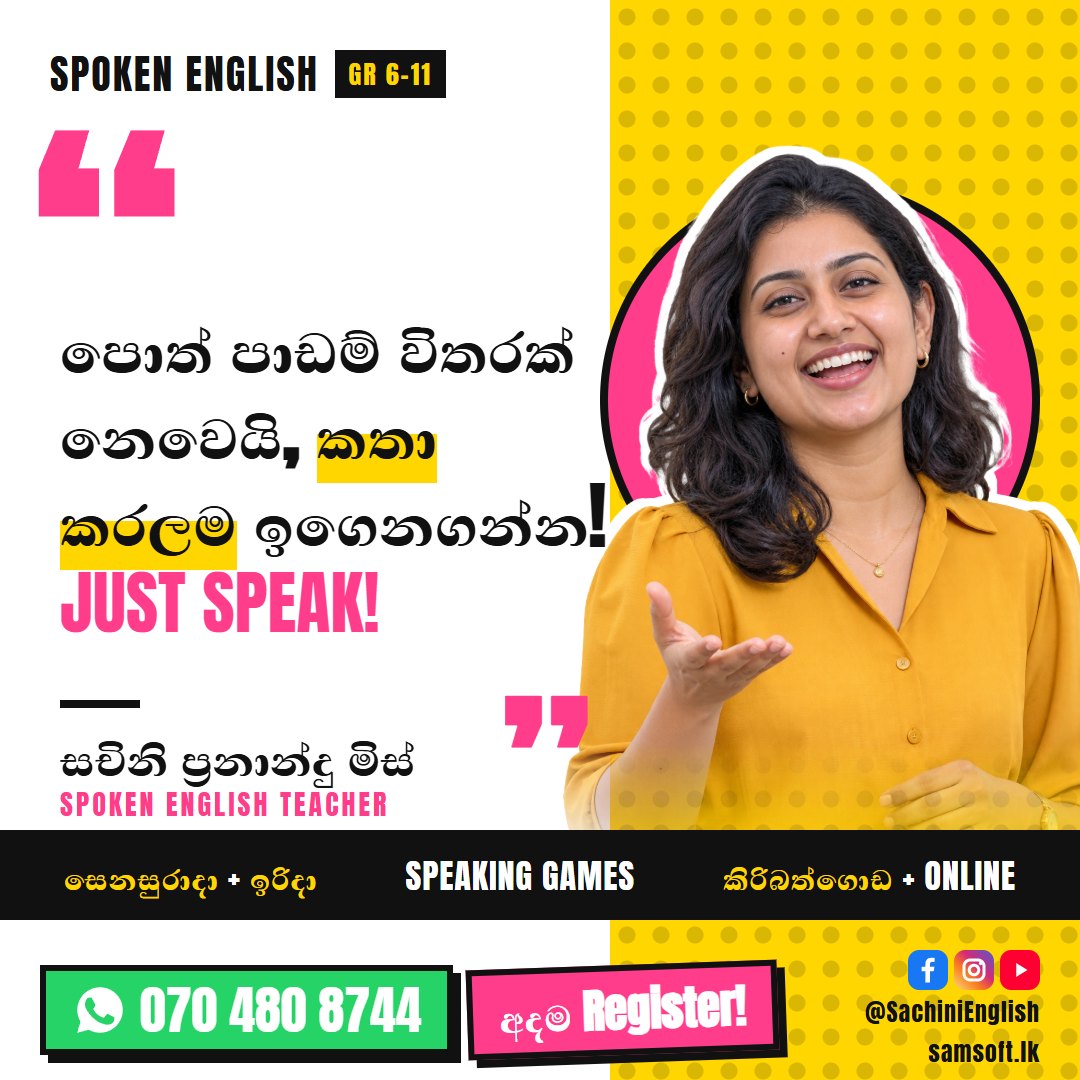 SPOKEN ENGLISH GR 6-11
“
පොත් පාඩම් විතරක්
නෙවෙයි, කතා
කරලම ඉගෙනගන්න!
JUST SPEAK!
”
සචිනි ප්‍රනාන්දු මිස්
SPOKEN ENGLISH TEACHER
සෙනසුරාදා + ඉරිදා SPEAKING GAMES කිරිබත්ගොඩ + ONLINE
070 480 8744 අදම Register!
@SachiniEnglish
samsoft.lk